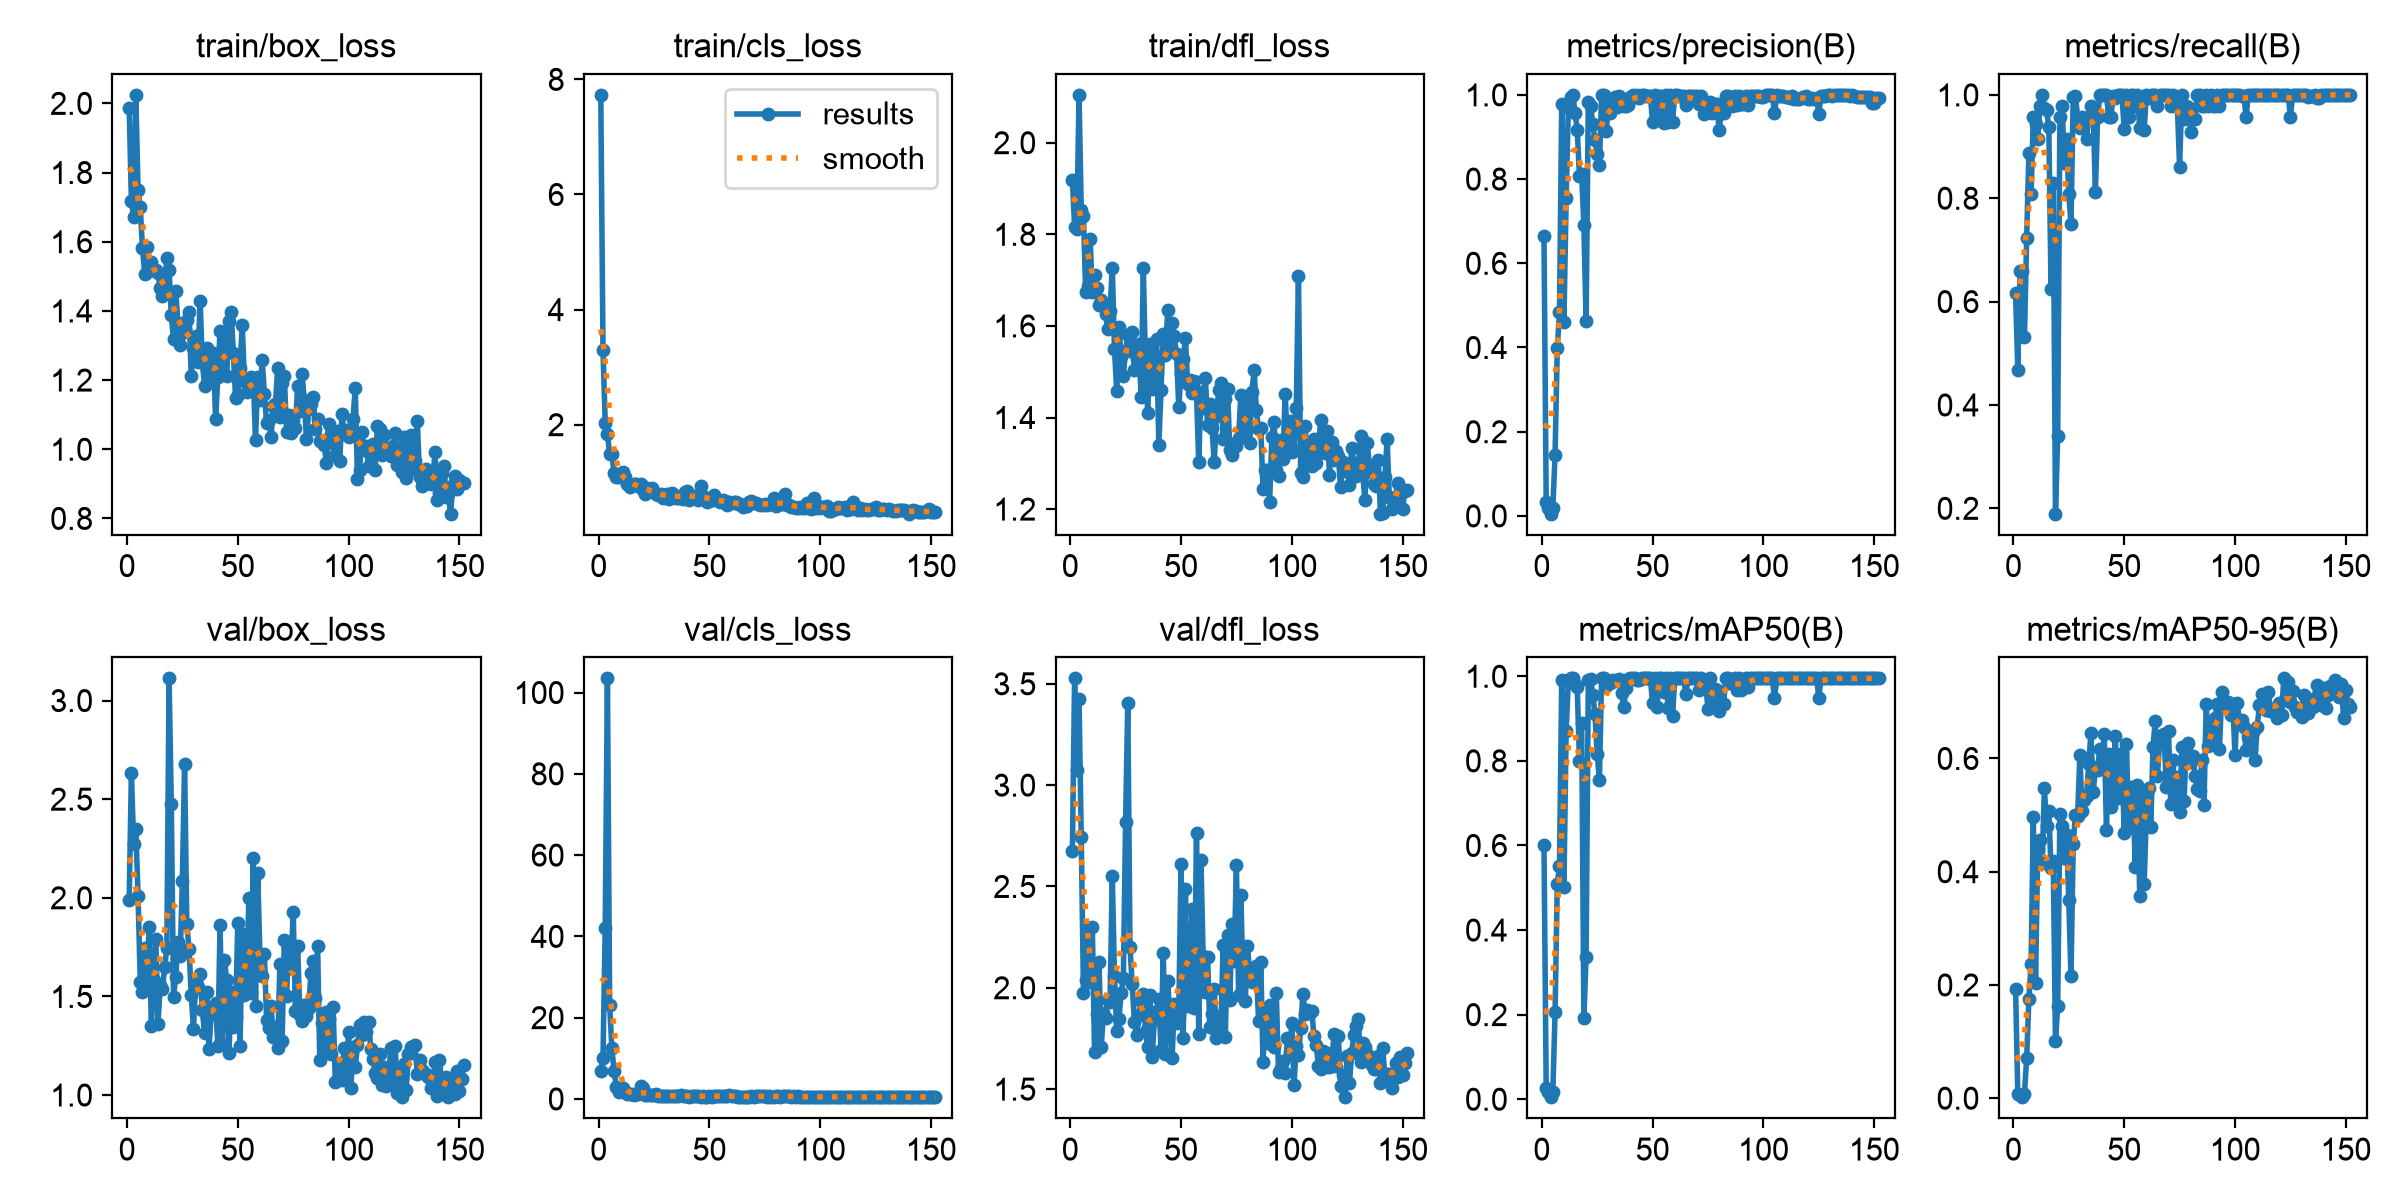 train/box_loss
2.0
1.8
1.6
1.4
1.2
1.0
0.8
0 50 100 150
train/cls_loss
8
6
4
2
results
smooth
0 50 100 150
train/dfl_loss
2.0
1.8
1.6
1.4
1.2
0 50 100 150
metrics/precision(B)
1.0
0.8
0.6
0.4
0.2
0.0
0 50 100 150
metrics/recall(B)
1.0
0.8
0.6
0.4
0.2
0 50 100 150
val/box_loss
3.0
2.5
2.0
1.5
1.0
0 50 100 150
val/cls_loss
100
80
60
40
20
0
0 50 100 150
val/dfl_loss
3.5
3.0
2.5
2.0
1.5
0 50 100 150
metrics/mAP50(B)
1.0
0.8
0.6
0.4
0.2
0.0
0 50 100 150
metrics/mAP50-95(B)
0.6
0.4
0.2
0.0
0 50 100 150